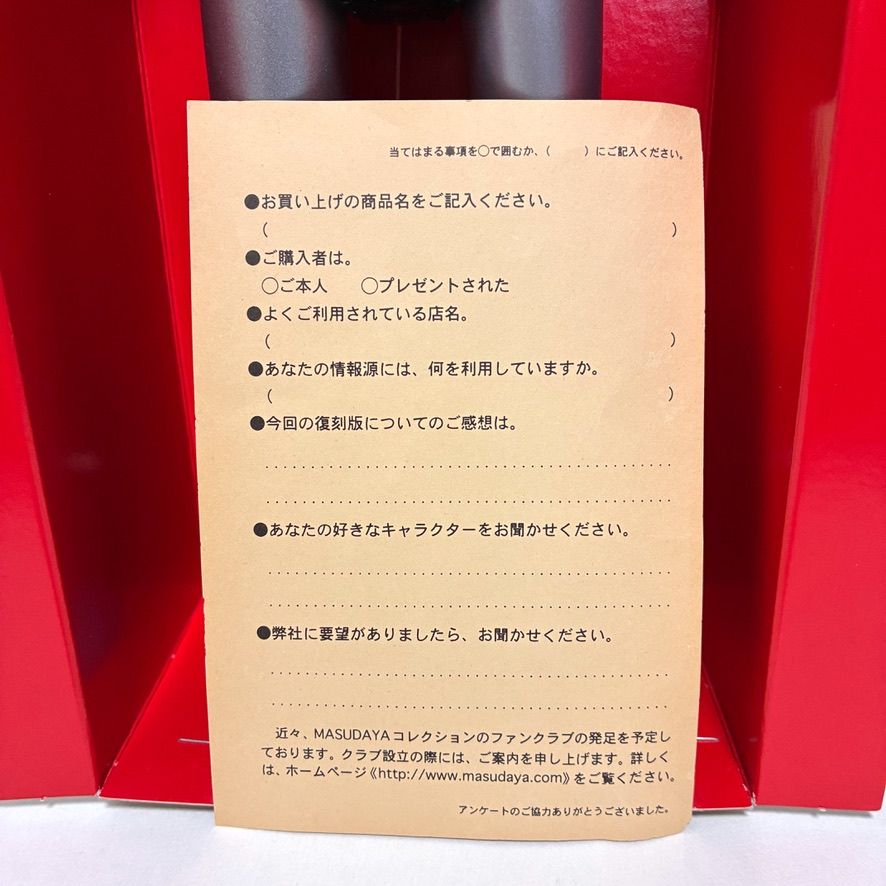 当てはまる事項を○で囲むか、（　　　）にご記入ください。
●お買い上げの商品名をご記入ください。
（　　　　　　　　　　　　　　　　　　　　　　）
●ご購入者は。
○ご本人　○プレゼントされた
●よくご利用されている店名。
（　　　　　　　　　　　　　　　　　　　　　　）
●あなたの情報源には、何を利用していますか。
（　　　　　　　　　　　　　　　　　　　　　　）
●今回の復刻版についてのご感想は。
●あなたの好きなキャラクターをお聞かせください。
●弊社に要望がありましたら、お聞かせください。
近々、MASUDAYAコレクションのファンクラブの発足を予定し
ております。クラブ設立の際には、ご案内を申し上げます。詳しく
は、ホームページ《http://www.masudaya.com》をご覧ください。
アンケートのご協力ありがとうございました。